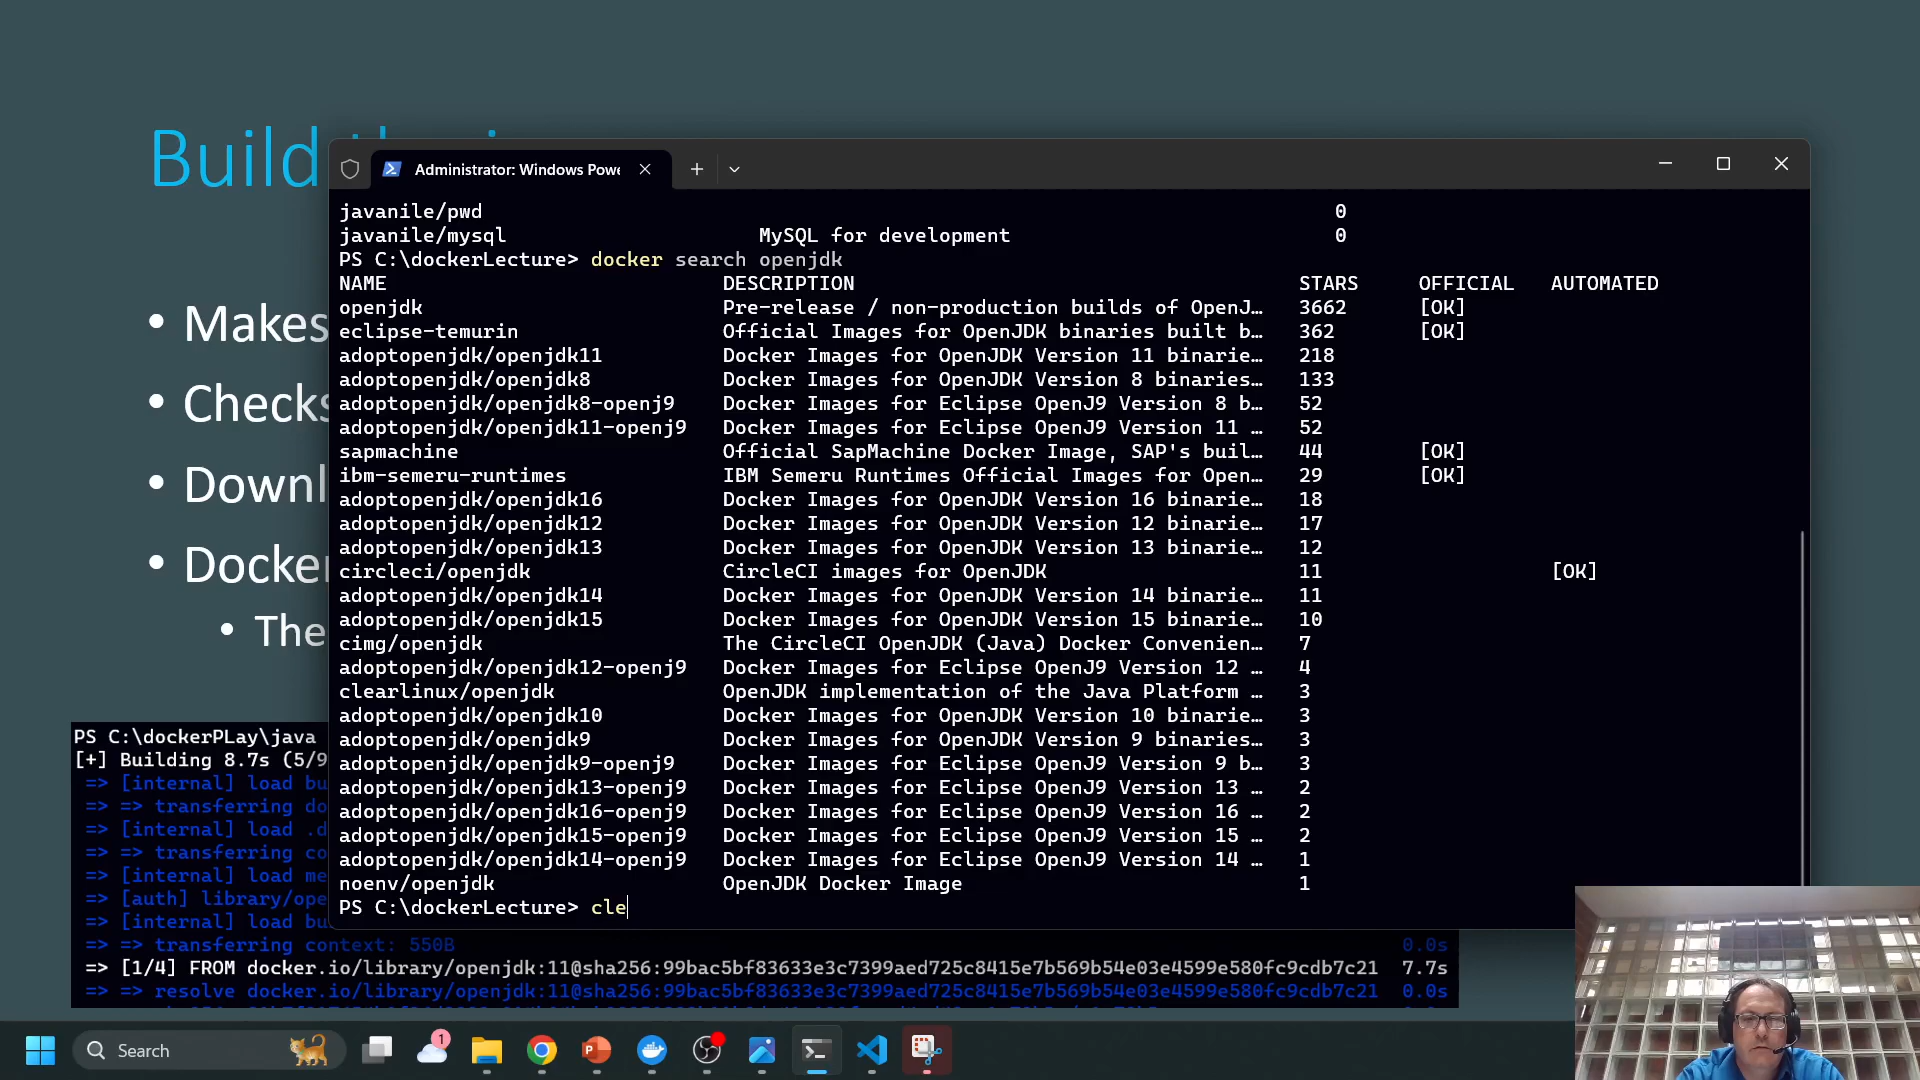 Build
• Makes
• Checks
• Downl
• Docker
• The
Administrator: Windows Powe
javanile/pwd 0
javanile/mysql MySQL for development 0
PS C:\dockerLecture> docker search openjdk
NAME DESCRIPTION STARS OFFICIAL AUTOMATED
openjdk Pre-release / non-production builds of OpenJ… 3662 [OK]
eclipse-temurin Official Images for OpenJDK binaries built b… 362 [OK]
adoptopenjdk/openjdk11 Docker Images for OpenJDK Version 11 binarie… 218
adoptopenjdk/openjdk8 Docker Images for OpenJDK Version 8 binaries… 133
adoptopenjdk/openjdk8-openj9 Docker Images for Eclipse OpenJ9 Version 8 b… 52
adoptopenjdk/openjdk11-openj9 Docker Images for Eclipse OpenJ9 Version 11 … 52
sapmachine Official SapMachine Docker Image, SAP's buil… 44 [OK]
ibm-semeru-runtimes IBM Semeru Runtimes Official Images for Open… 29 [OK]
adoptopenjdk/openjdk16 Docker Images for OpenJDK Version 16 binarie… 18
adoptopenjdk/openjdk12 Docker Images for OpenJDK Version 12 binarie… 17
adoptopenjdk/openjdk13 Docker Images for OpenJDK Version 13 binarie… 12
circleci/openjdk CircleCI images for OpenJDK 11 [OK]
adoptopenjdk/openjdk14 Docker Images for OpenJDK Version 14 binarie… 11
adoptopenjdk/openjdk15 Docker Images for OpenJDK Version 15 binarie… 10
cimg/openjdk The CircleCI OpenJDK (Java) Docker Convenien… 7
adoptopenjdk/openjdk12-openj9 Docker Images for Eclipse OpenJ9 Version 12 … 4
clearlinux/openjdk OpenJDK implementation of the Java Platform … 3
adoptopenjdk/openjdk10 Docker Images for OpenJDK Version 10 binarie… 3
adoptopenjdk/openjdk9 Docker Images for OpenJDK Version 9 binaries… 3
adoptopenjdk/openjdk9-openj9 Docker Images for Eclipse OpenJ9 Version 9 b… 3
adoptopenjdk/openjdk13-openj9 Docker Images for Eclipse OpenJ9 Version 13 … 2
adoptopenjdk/openjdk16-openj9 Docker Images for Eclipse OpenJ9 Version 16 … 2
adoptopenjdk/openjdk15-openj9 Docker Images for Eclipse OpenJ9 Version 15 … 2
adoptopenjdk/openjdk14-openj9 Docker Images for Eclipse OpenJ9 Version 14 … 1
noenv/openjdk OpenJDK Docker Image 1
PS C:\dockerLecture> cle
PS C:\dockerPLay\java
[+] Building 8.7s (5/9
=> [internal] load bu
=> => transferring do
=> [internal] load .d
=> => transferring co
=> [internal] load me
=> [auth] library/ope
=> [internal] load bu
=> => transferring context: 550B 0.0s
=> [1/4] FROM docker.io/library/openjdk:11@sha256:99bac5bf83633e3c7399aed725c8415e7b569b54e03e4599e580fc9cdb7c21 7.7s
=> => resolve docker.io/library/openjdk:11@sha256:99bac5bf83633e3c7399aed725c8415e7b569b54e03e4599e580fc9cdb7c21 0.0s
Search
1